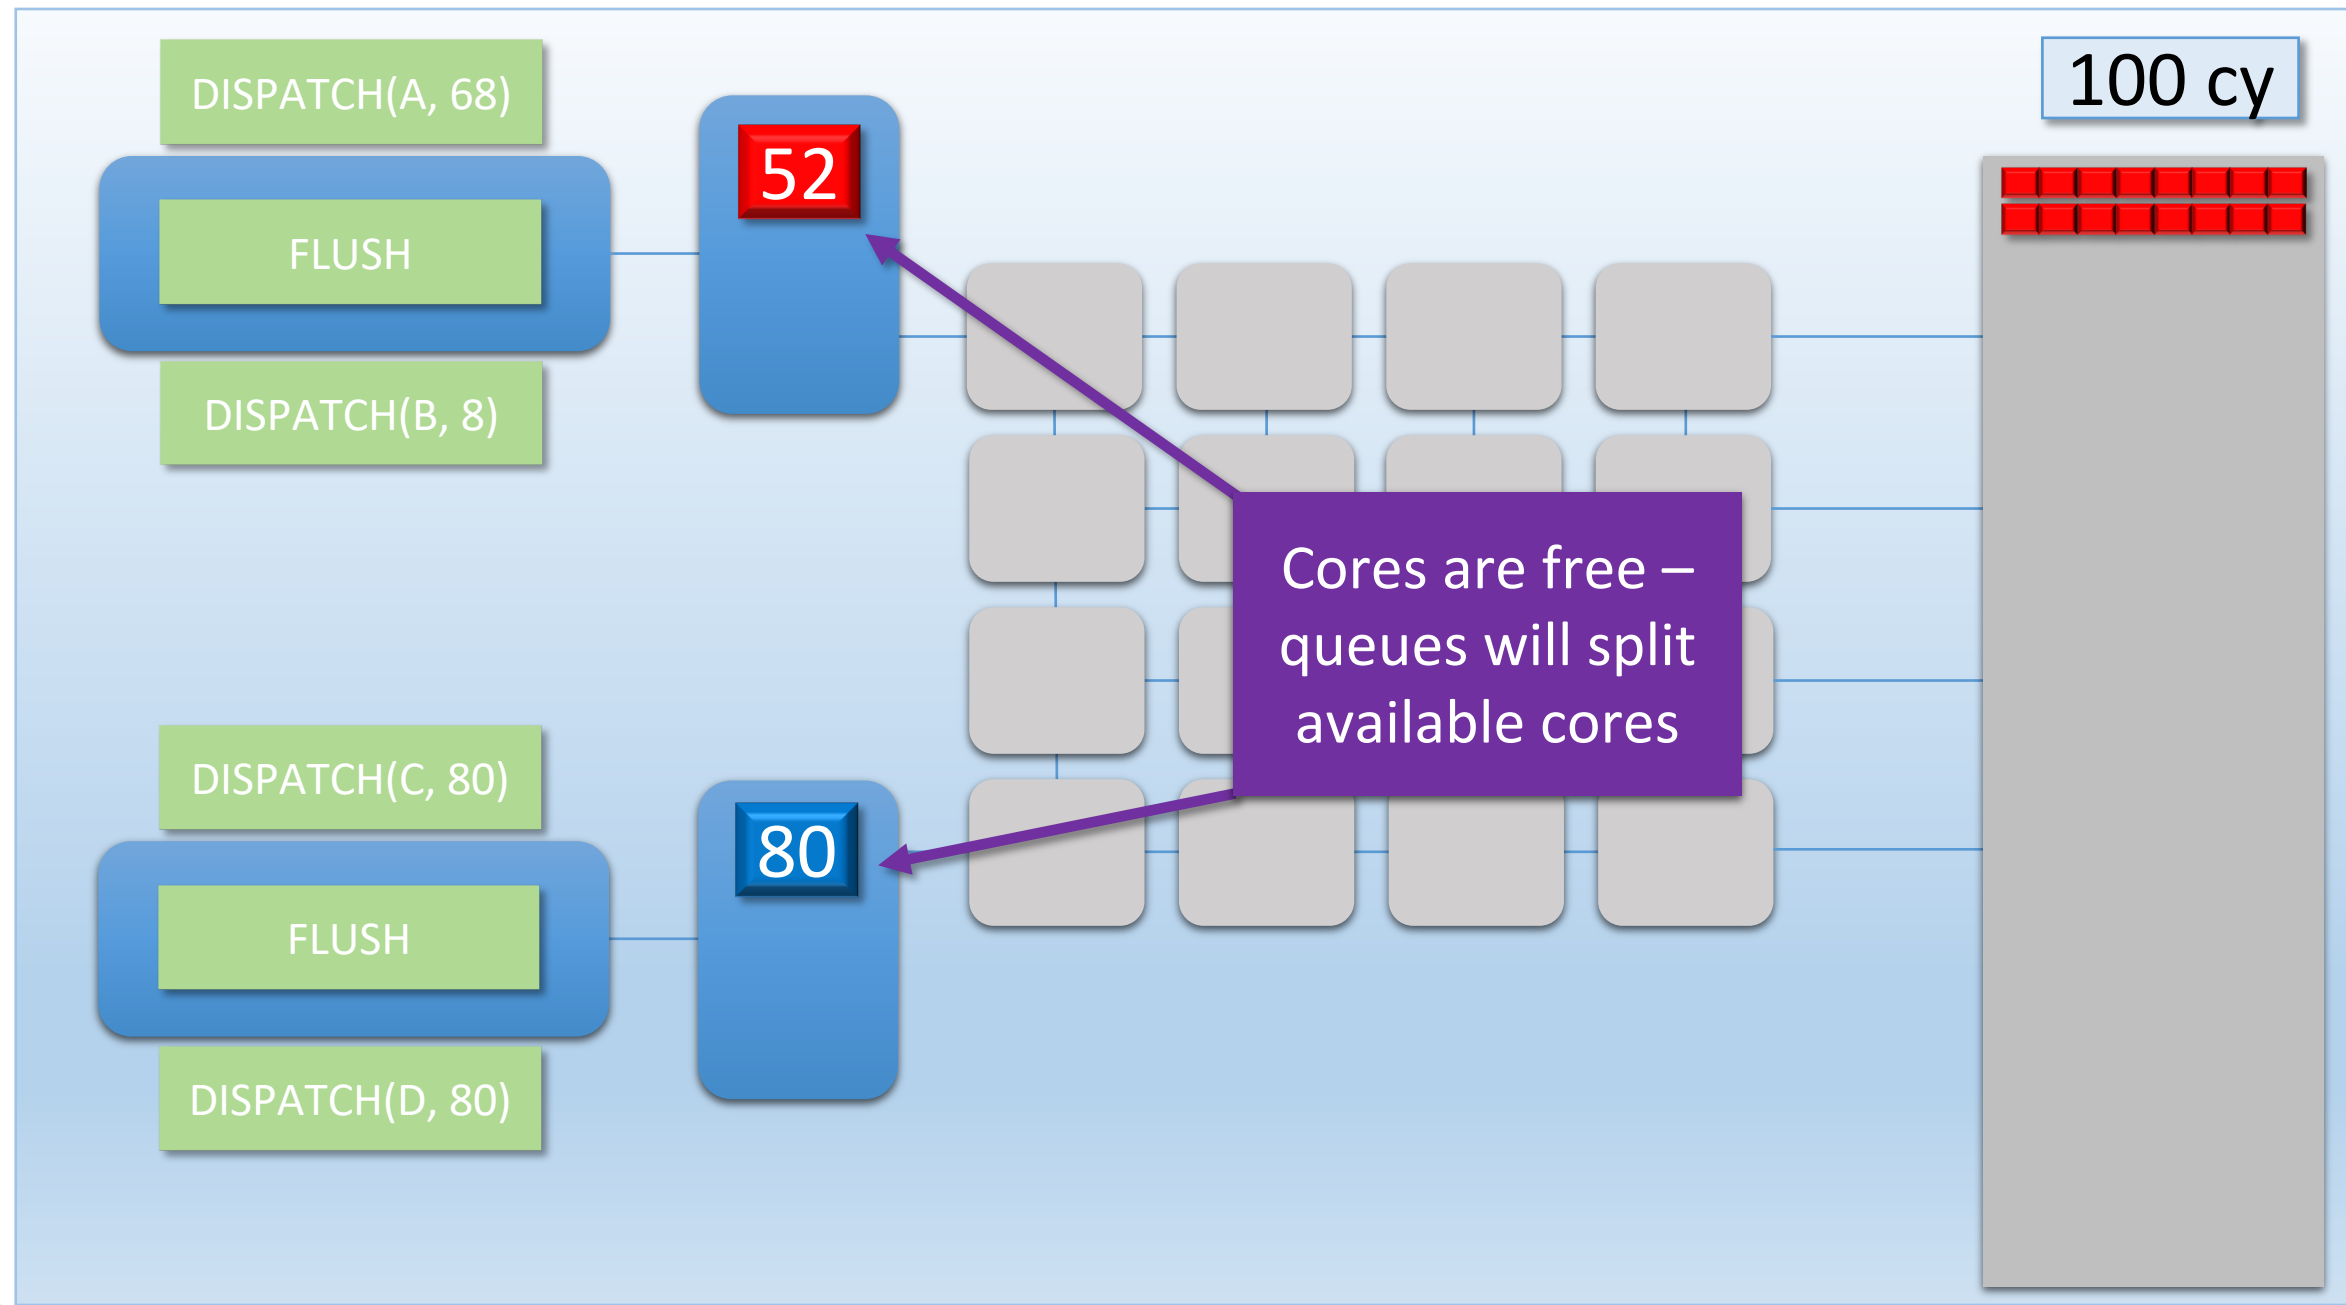 DISPATCH(A, 68)
FLUSH
DISPATCH(B, 8)
52
100 cy
Cores are free –
queues will split
available cores
DISPATCH(C, 80)
FLUSH
DISPATCH(D, 80)
80